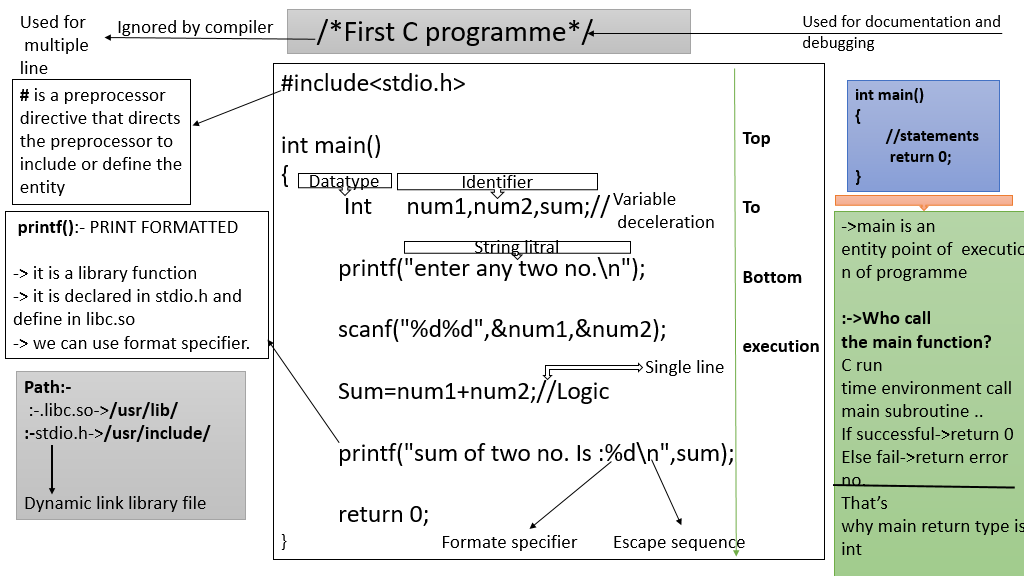 Used for
multiple
line
Ignored by compiler
/*First C programme*/
Used for documentation and
debugging
# is a preprocessor
directive that directs
the preprocessor to
include or define the
entity
printf():- PRINT FORMATTED
-> it is a library function
-> it is declared in stdio.h and
define in libc.so
-> we can use format specifier.
Path:-
:-.libc.so->/usr/lib/
:-stdio.h->/usr/include/
Dynamic link library file
#include<stdio.h>
int main()
{
Datatype
Identifier
Int num1,num2,sum;//
Variable
deceleration
String litral
printf("enter any two no.\n");
scanf("%d%d",&num1,&num2);
Single line
Sum=num1+num2;//Logic
printf("sum of two no. Is :%d\n",sum);
return 0;
}
Formate specifier
Escape sequence
Top
To
Bottom
execution
int main()
{
//statements
return 0;
}
->main is an
entity point of executio
n of programme
:->Who call
the main function?
C run
time environment call
main subroutine ..
If successful->return 0
Else fail->return error
no.
That's
why main return type is
int